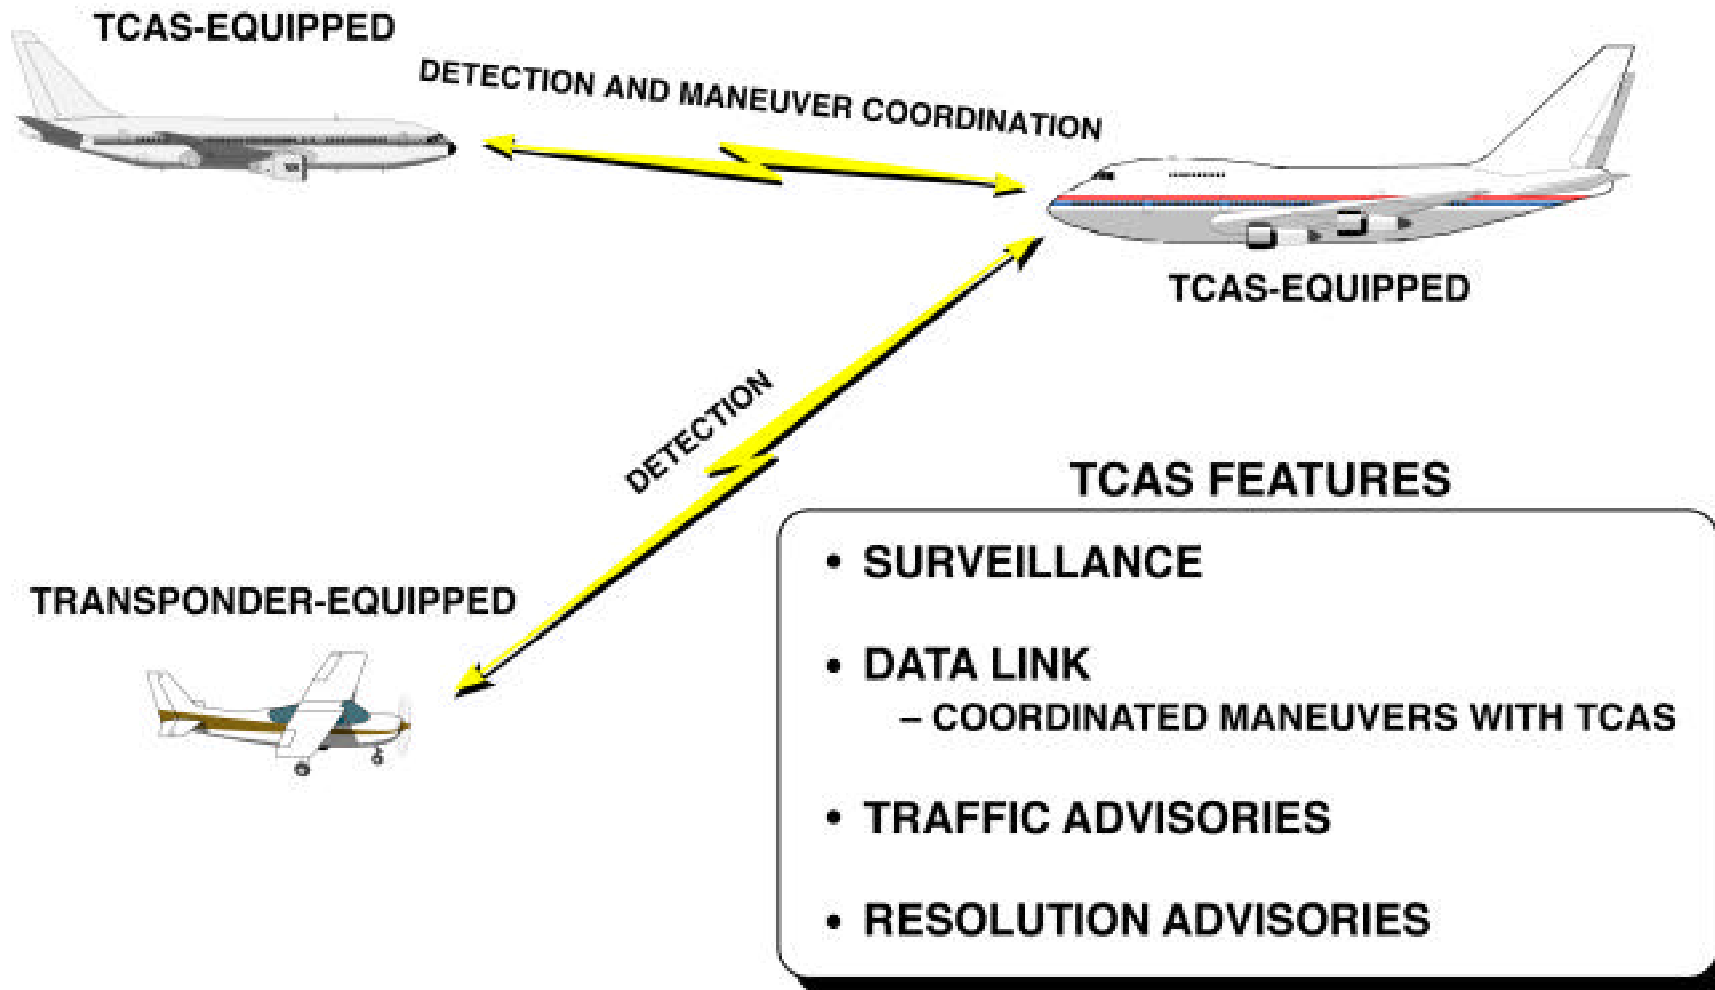 TCAS-EQUIPPED
DETECTION AND MANEUVER COORDINATION
TCAS-EQUIPPED
DETECTION
TRANSPONDER-EQUIPPED
TCAS FEATURES
• SURVEILLANCE
• DATA LINK
– COORDINATED MANEUVERS WITH TCAS
• TRAFFIC ADVISORIES
• RESOLUTION ADVISORIES